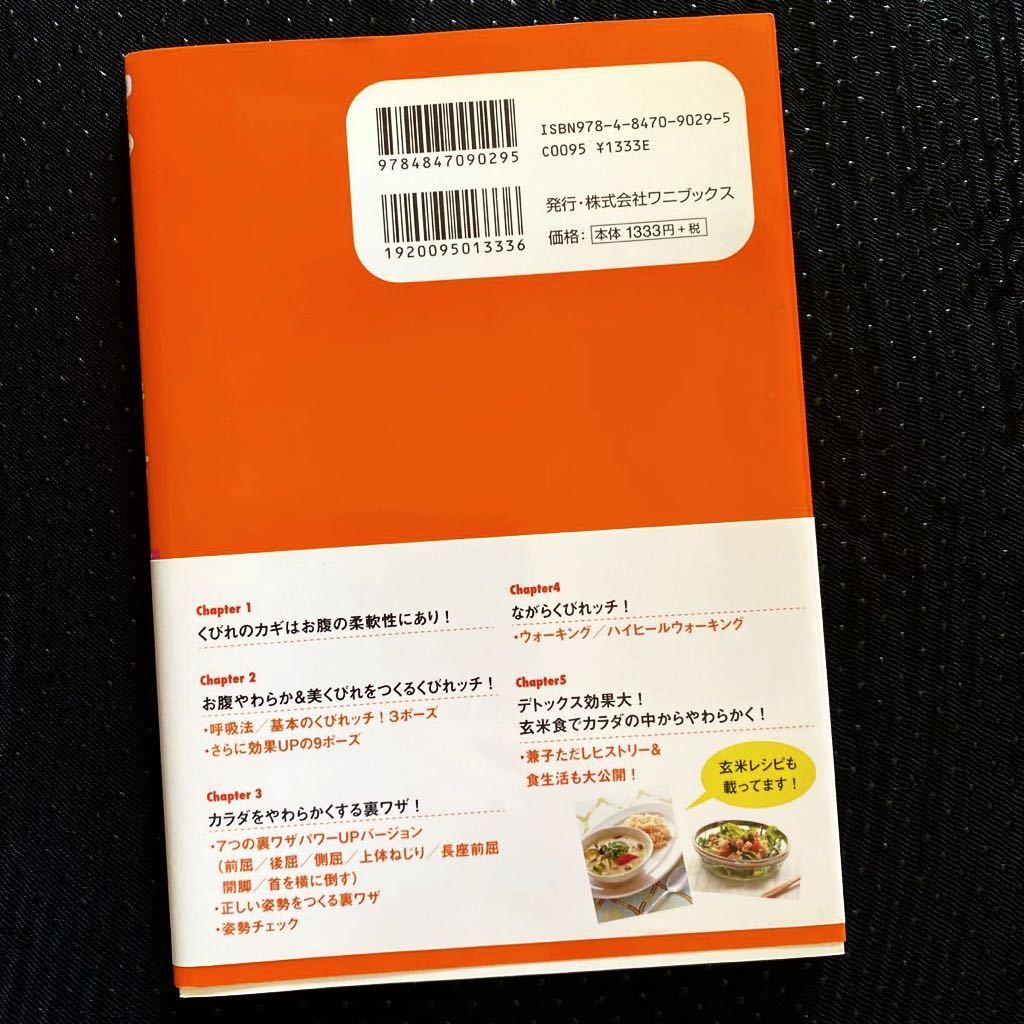 9784847090295
ISBN978-4-8470-9029-5
C0095 ¥1333E
1920095013336
発行・株式会社ワニブックス
価格: 本体 1333円+税
Chapter 1
くびれのカギはお腹の柔軟性にあり！
Chapter 2
お腹やわらか&美くびれをつくるくびれッチ！
・呼吸法／基本のくびれッチ！3ポーズ
・さらに効果UPの9ポーズ
Chapter 3
カラダをやわらかくする裏ワザ！
・7つの裏ワザパワーUPバージョン
(前屈／後屈／側屈／上体ねじり／長座前屈
開脚／首を横に倒す)
・正しい姿勢をつくる裏ワザ
・姿勢チェック
Chapter4
ながらくびれッチ！
・ウォーキング／ハイヒールウォーキング
Chapter5
デトックス効果大！
玄米食でカラダの中からやわらかく！
・兼子ただしヒストリー&
食生活も大公開！
玄米レシピも
載ってます！